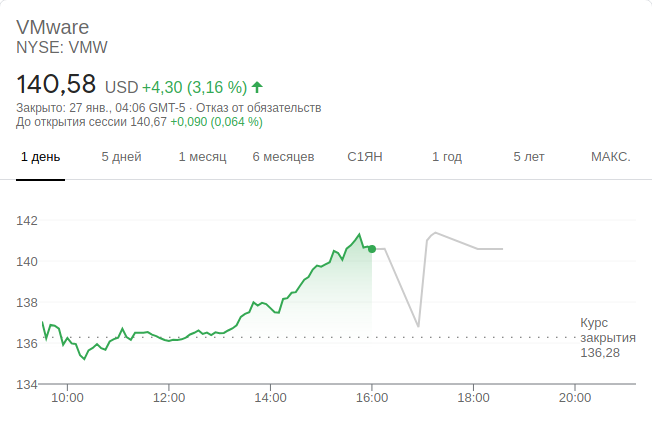 VMware
NYSE: VMW
140,58 USD +4,30 (3,16 %)
Закрыто: 27 янв., 04:06 GMT-5 · Отказ от обязательств
До открытия сессии 140,67 +0,090 (0,064 %)
1 день 5 дней 1 месяц 6 месяцев С1ЯН 1 год 5 лет МАКС.
142
140
138
136
134
Курс
закрытия
136,28
10:00 12:00 14:00 16:00 18:00 20:00